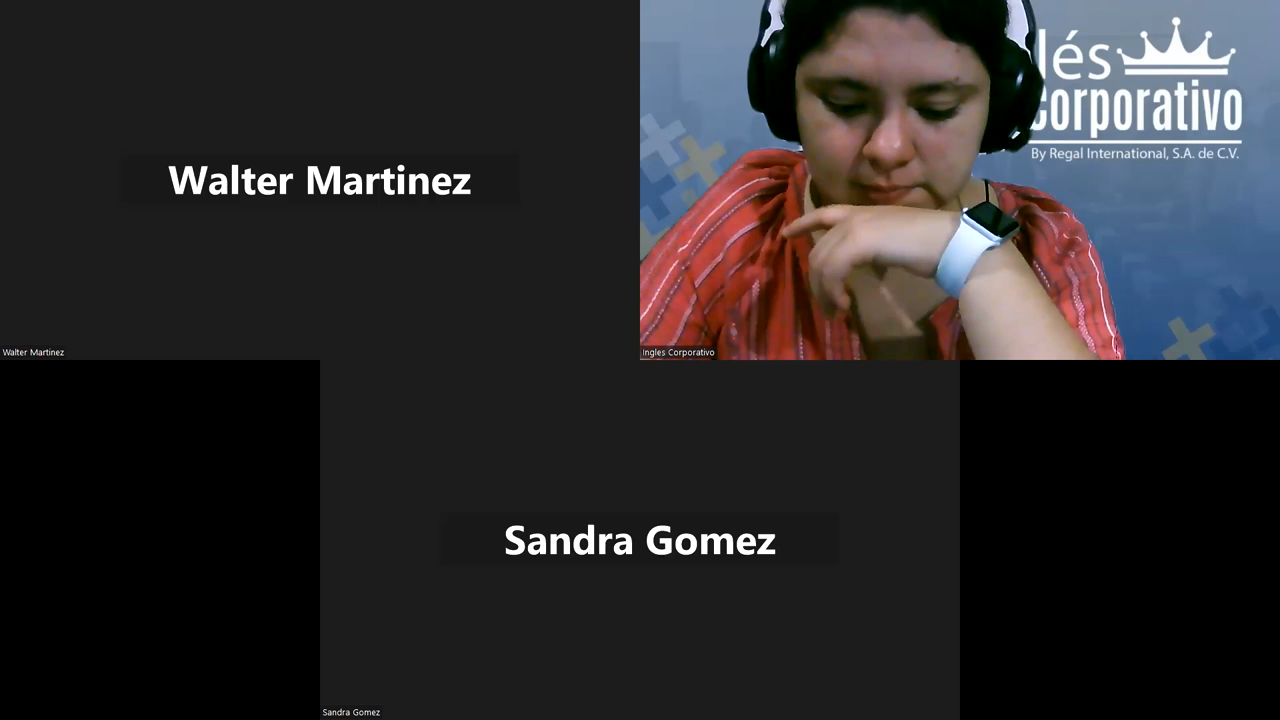 Walter Martinez
Walter Martinez
lés
corporativo
By Regal International, S.A. de C.V.
Ingles Corporativo
Sandra Gomez
Sandra Gomez